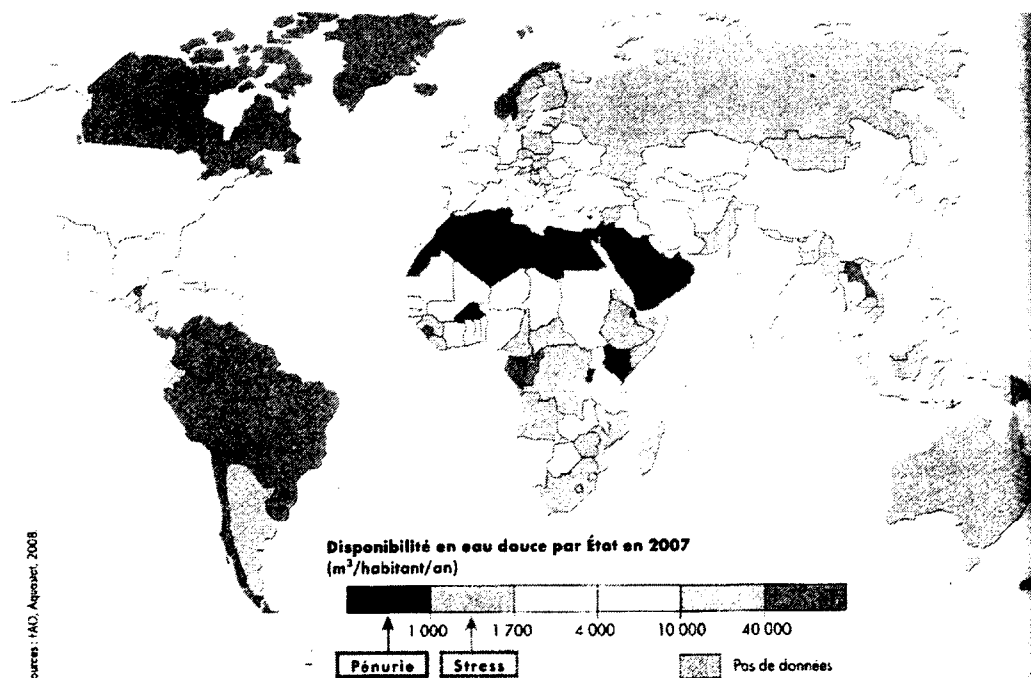 Disponibilité en eau douce par État en 2007
(m³/habitant/an)
1 000 1 700 4 000 10 000 40 000
Pénurie Stress Pas de données
ources : FAO, Aquastat, 2008.